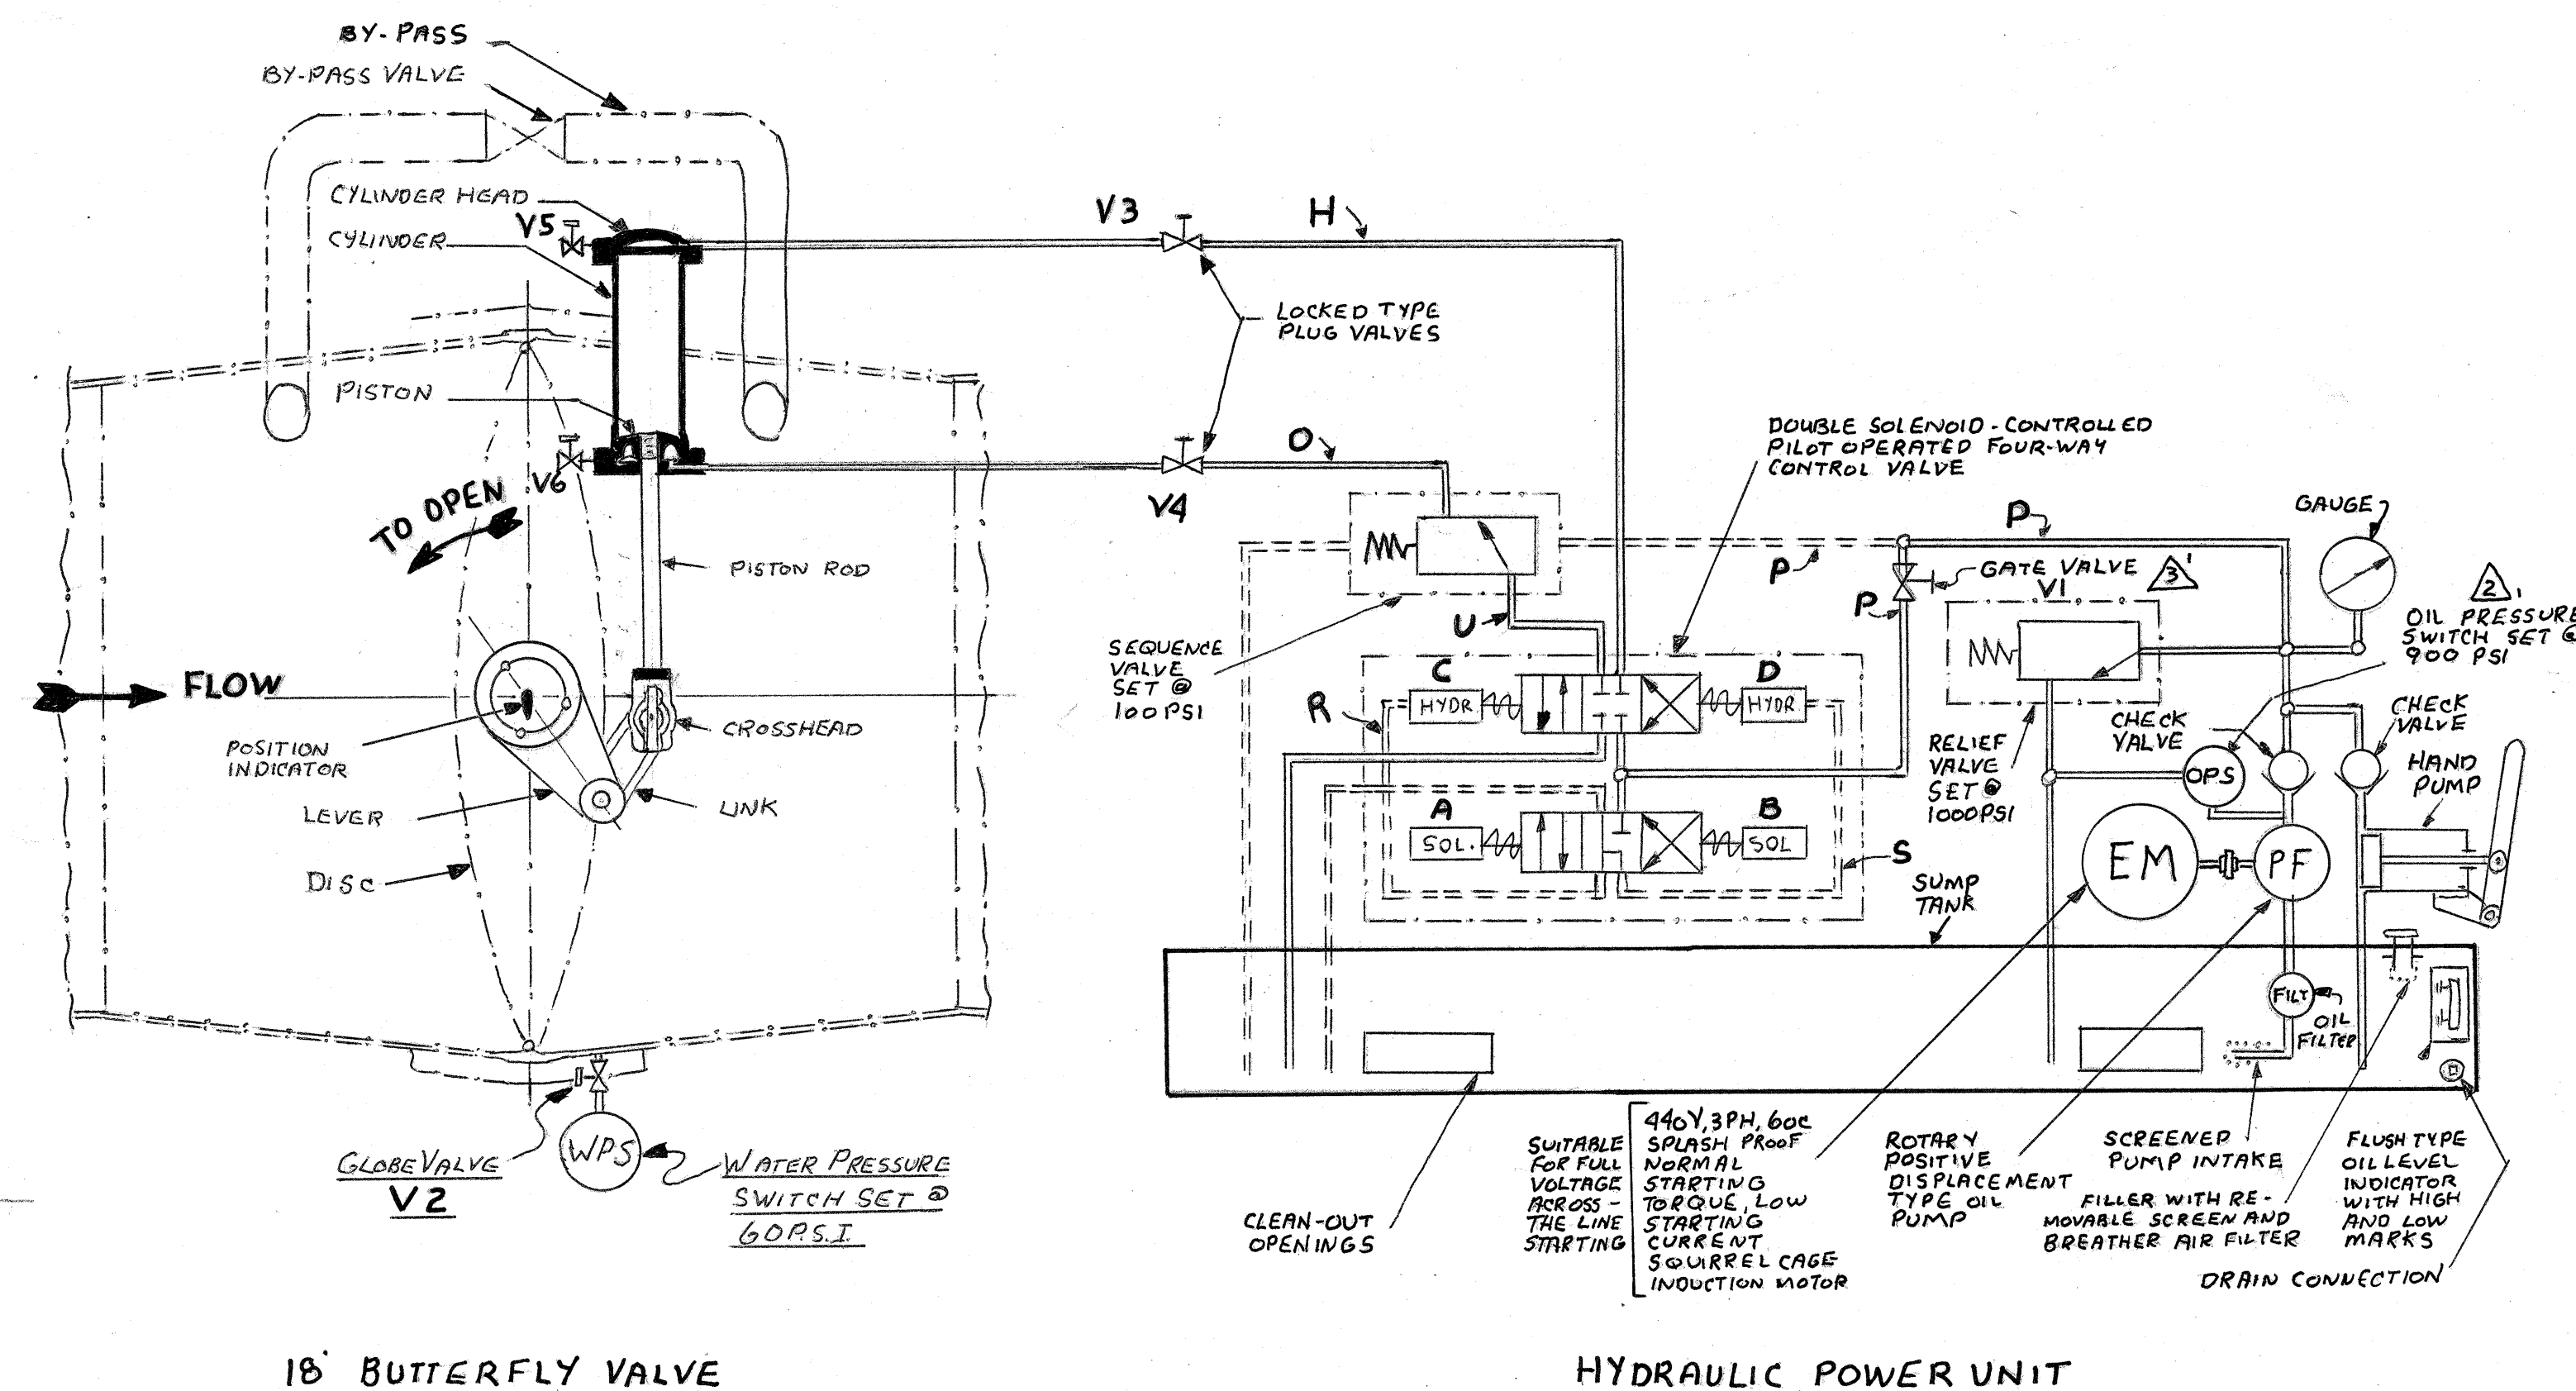 BY-PASS
BY-PASS VALVE
CYLINDER HEAD
V5
CYLINDER
PISTON
V6
TO OPEN
PISTON ROD
FLOW
POSITION
INDICATOR
CROSSHEAD
LEVER
LINK
DISC
GLOBE VALVE
V2
WPS
WATER PRESSURE
SWITCH SET @
60 P.S.I.
18' BUTTERFLY VALVE
V3
H
LOCKED TYPE
PLUG VALVES
O
V4
DOUBLE SOLENOID-CONTROLLED
PILOT OPERATED FOUR-WAY
CONTROL VALVE
P
P
GATE VALVE
V1
3'
P
GAUGE
2'
OIL PRESSURE
SWITCH SET @
900 PSI
U
SEQUENCE
VALVE
SET @
100 PSI
C
D
HYDR
HYDR
R
A
B
SOL.
SOL
S
RELIEF
VALVE
SET @
1000 PSI
CHECK
VALVE
CHECK
VALVE
OPS
HAND
PUMP
EM
PF
SUMP
TANK
FILT
OIL
FILTER
CLEAN-OUT
OPENINGS
SUITABLE
FOR FULL
VOLTAGE
ACROSS-
THE LINE
STARTING
440V, 3PH, 60C
SPLASH PROOF
NORMAL
STARTING
TORQUE, LOW
STARTING
CURRENT
SQUIRREL CAGE
INDUCTION MOTOR
ROTARY
POSITIVE
DISPLACEMENT
TYPE OIL
PUMP
SCREENED
PUMP INTAKE
FILLER WITH RE-
MOVABLE SCREEN AND
BREATHER AIR FILTER
FLUSH TYPE
OIL LEVEL
INDICATOR
WITH HIGH
AND LOW
MARKS
DRAIN CONNECTION
HYDRAULIC POWER UNIT